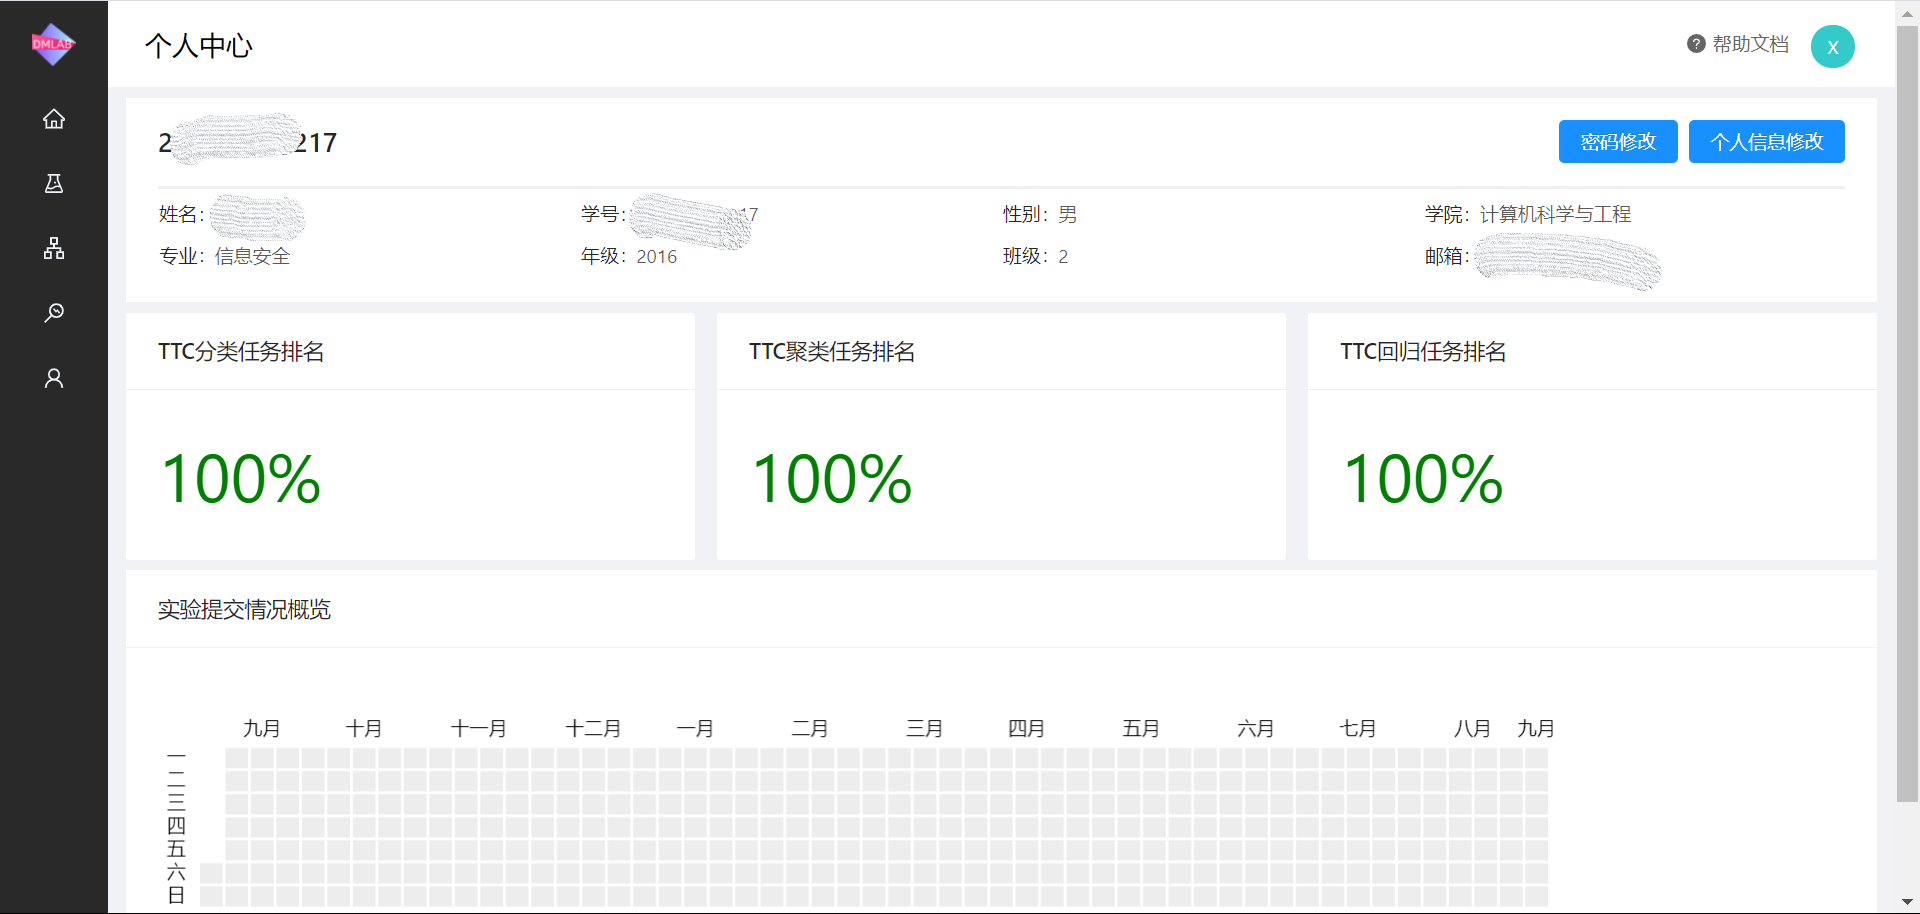 DMLAB
个人中心
帮助文档
X
2 217
密码修改
个人信息修改
姓名:
学号: 17
性别: 男
学院: 计算机科学与工程
专业: 信息安全
年级: 2016
班级: 2
邮箱:
TTC分类任务排名
TTC聚类任务排名
TTC回归任务排名
100%
100%
100%
实验提交情况概览
九月 十月 十一月 十二月 一月 二月 三月 四月 五月 六月 七月 八月 九月
一
二
三
四
五
六
日